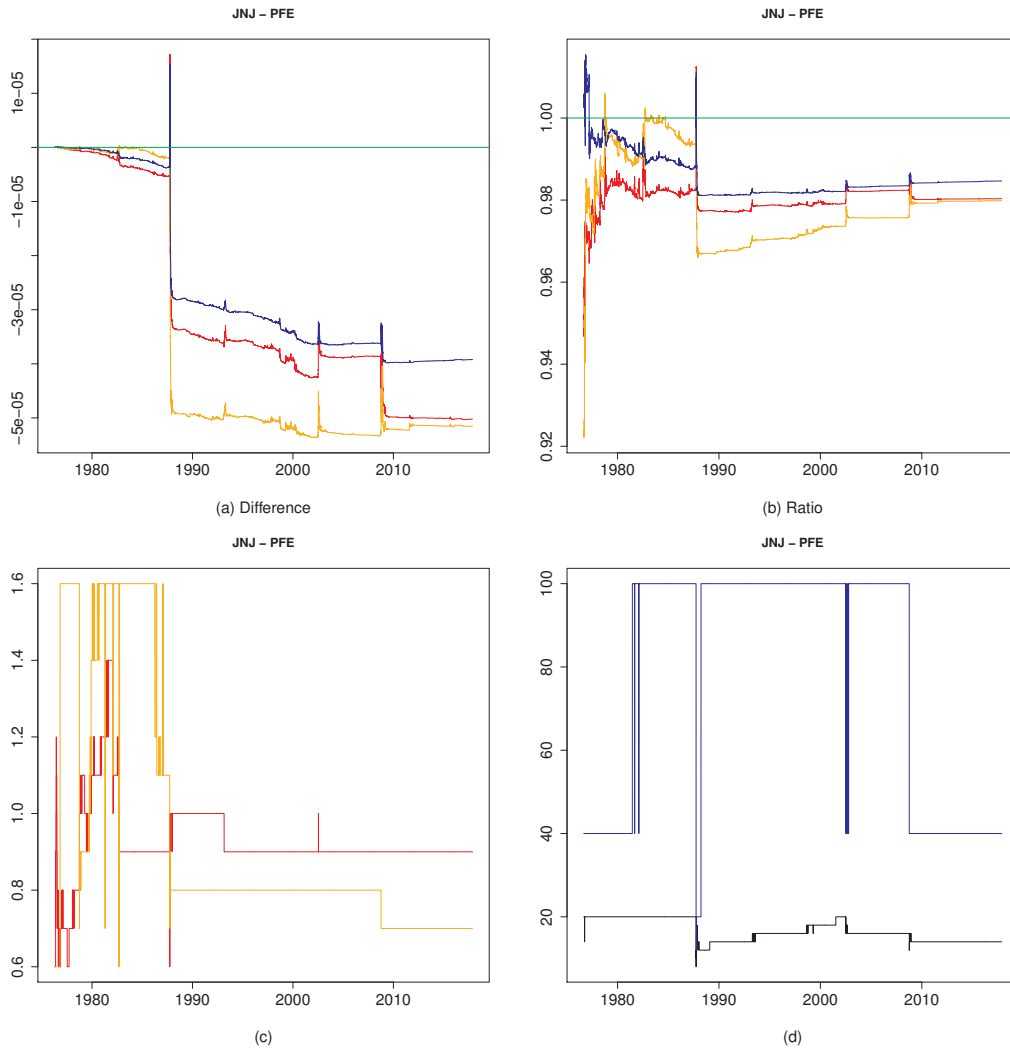 JNJ − PFE
1e−05
−1e−05
−3e−05
−5e−05
1980 1990 2000 2010
(a) Difference
JNJ − PFE
1.00
0.98
0.96
0.94
0.92
1980 1990 2000 2010
(b) Ratio
JNJ − PFE
1.6
1.4
1.2
1.0
0.8
0.6
1980 1990 2000 2010
(c)
JNJ − PFE
100
80
60
40
20
1980 1990 2000 2010
(d)